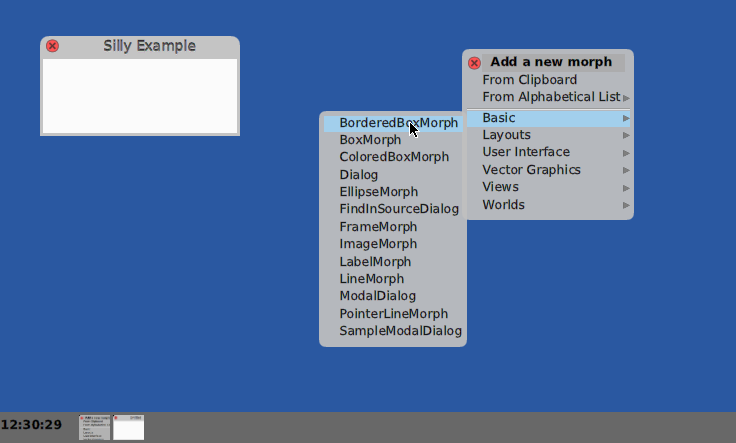 Silly Example
Add a new morph
From Clipboard
From Alphabetical List
Basic
Layouts
User Interface
Vector Graphics
Views
Worlds
BorderedBoxMorph
BoxMorph
ColoredBoxMorph
Dialog
EllipseMorph
FindInSourceDialog
FrameMorph
ImageMorph
LabelMorph
LineMorph
ModalDialog
PointerLineMorph
SampleModalDialog
12:30:29